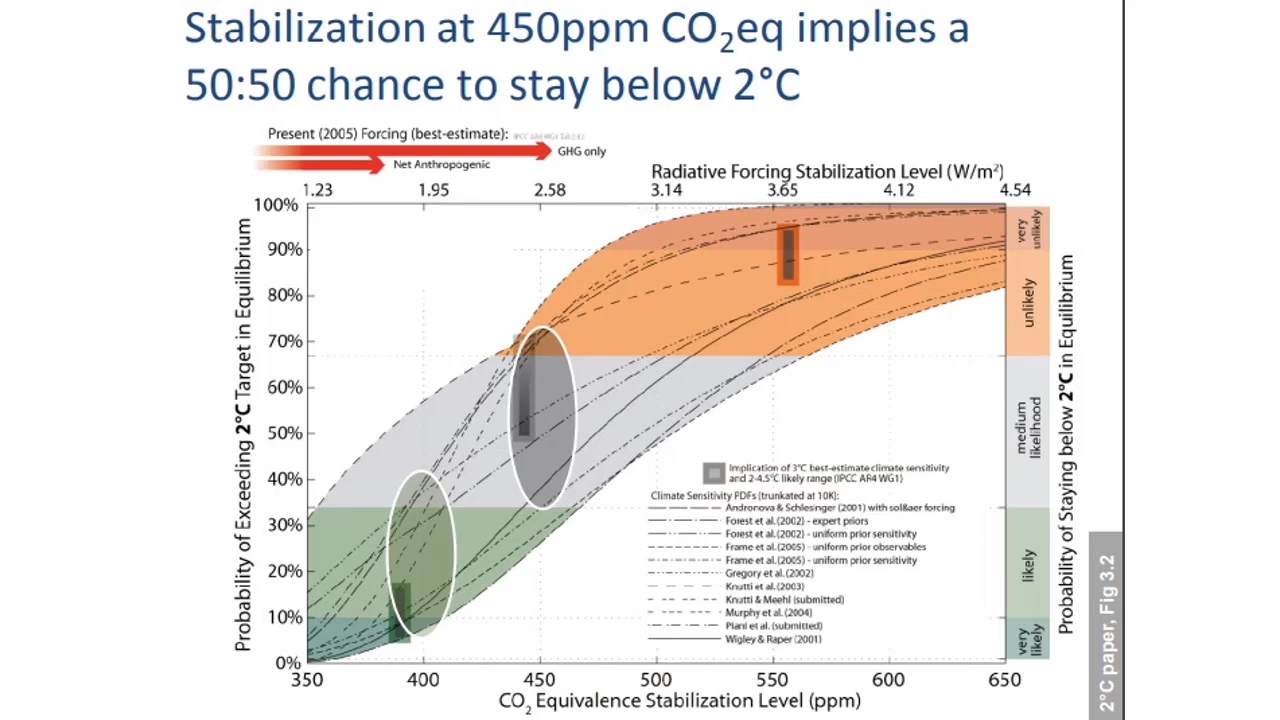 Stabilization at 450ppm CO₂eq implies a
50:50 chance to stay below 2°C
Present (2005) Forcing (best-estimate):
GHG only
Net Anthropogenic
Radiative Forcing Stabilization Level (W/m²)
1.23 1.95 2.58 3.14 3.65 4.12 4.54
100%
90%
80%
70%
60%
50%
40%
30%
20%
10%
0%
Probability of Exceeding 2°C Target in Equilibrium
very
unlikely
unlikely
medium
likelihood
likely
very
likely
Probability of Staying below 2°C in Equilibrium
Implication of 3°C best-estimate climate sensitivity
and 2-4.5°C likely range (IPCC AR4 WG1)
Climate Sensitivity PDFs (trunkated at 10K):
Andronova & Schlesinger (2001) with sol&aer forcing
Forest et al. (2002) - expert priors
Forest et al. (2002) - uniform prior sensitivity
Frame et al. (2005) - uniform prior observables
Frame et al. (2005) - uniform prior sensitivity
Gregory et al. (2002)
Knutti et al. (2003)
Knutti & Meehl (submitted)
Murphy et al. (2004)
Piani et al. (submitted)
Wigley & Raper (2001)
350 400 450 500 550 600 650
CO₂ Equivalence Stabilization Level (ppm)
2°C paper, Fig 3.2